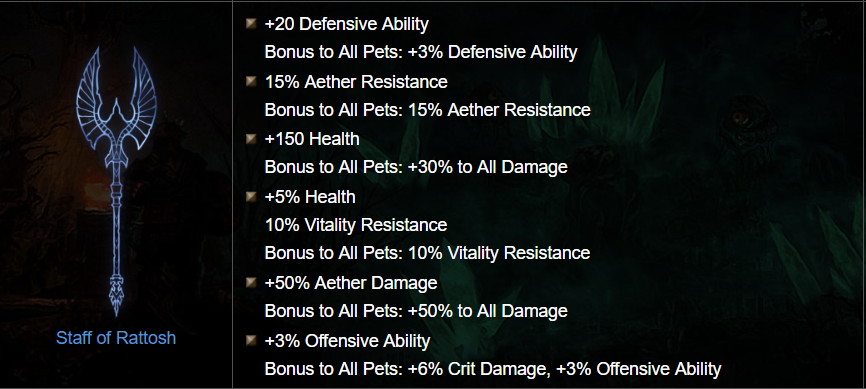 +20 Defensive Ability
Bonus to All Pets: +3% Defensive Ability
15% Aether Resistance
Bonus to All Pets: 15% Aether Resistance
+150 Health
Bonus to All Pets: +30% to All Damage
+5% Health
10% Vitality Resistance
Bonus to All Pets: 10% Vitality Resistance
+50% Aether Damage
Bonus to All Pets: +50% to All Damage
+3% Offensive Ability
Bonus to All Pets: +6% Crit Damage, +3% Offensive Ability
Staff of Rattosh